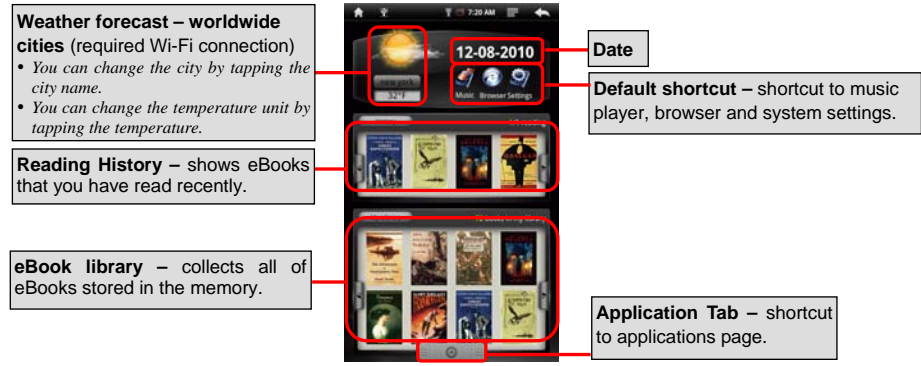 Weather forecast – worldwide
cities (required Wi-Fi connection)
• You can change the city by tapping the
city name.
• You can change the temperature unit by
tapping the temperature.
Reading History – shows eBooks
that you have read recently.
eBook library – collects all of
eBooks stored in the memory.
7:20 AM
12-08-2010
new york
32°F
Music Browser Settings
Date
Default shortcut – shortcut to music
player, browser and system settings.
Application Tab – shortcut
to applications page.